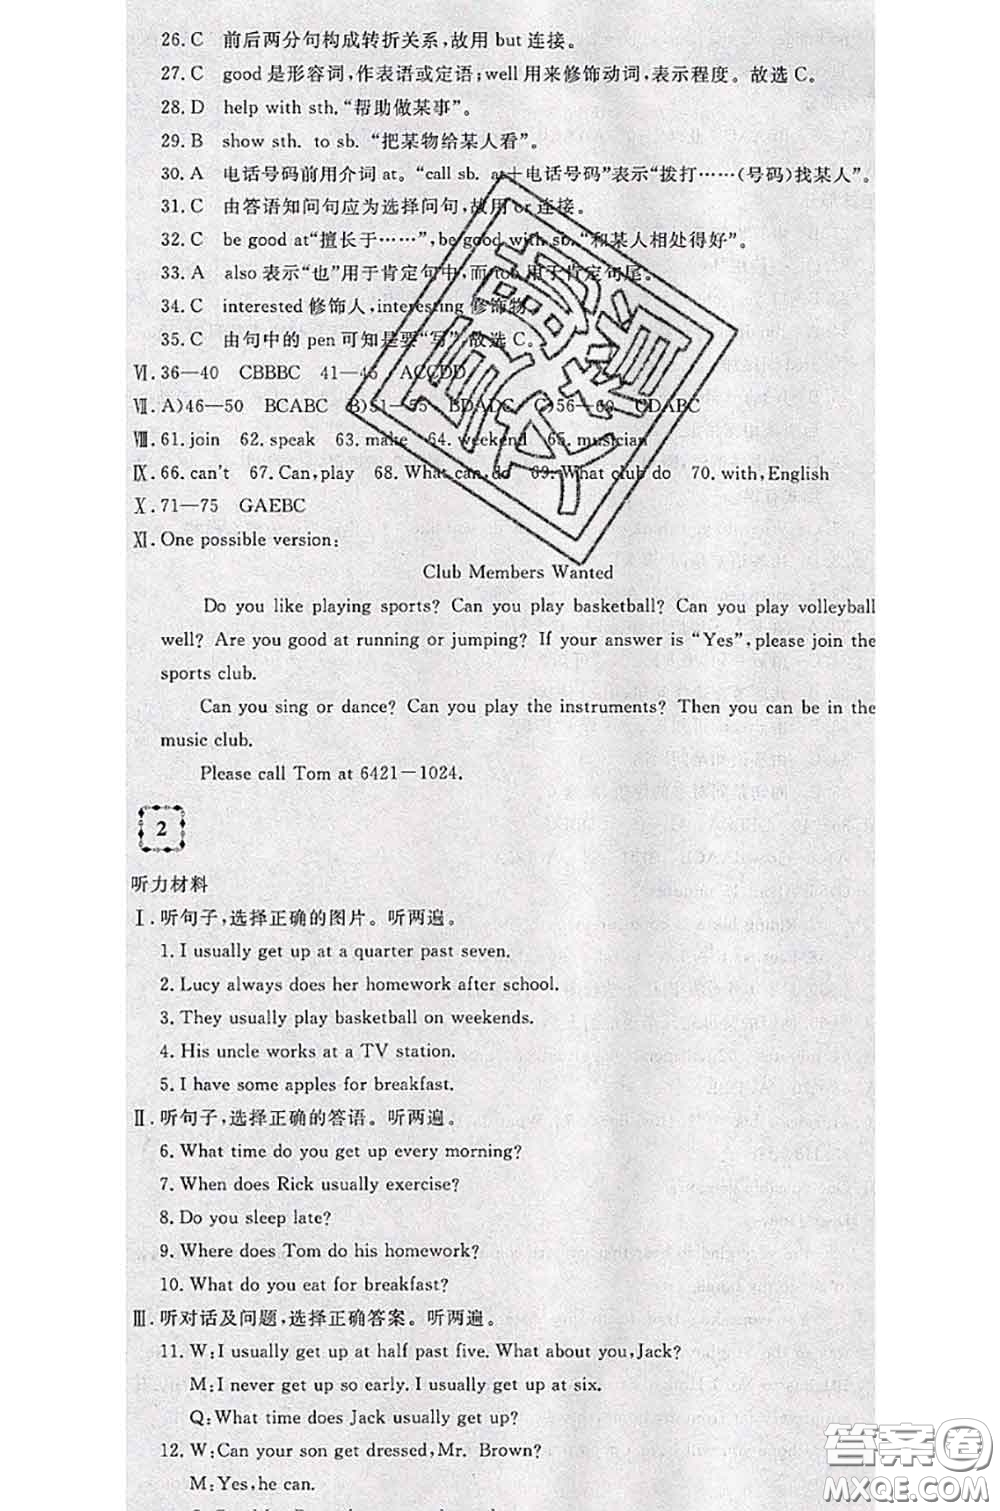 26. C 前后两分句构成转折关系,故用 but 连接。
27. C good 是形容词,作表语或定语;well 用来修饰动词,表示程度。故选 C。
28. D help with sth.“帮助做某事”。
29. B show sth. to sb.“把某物给某人看”。
30. A 电话号码前用介词 at。“call sb. at+电话号码”表示“拨打……(号码)找某人”。
31. C 由答语知问句应为选择问句,故用 or 连接。
32. C be good at“擅长于……”,be good with sb.“和某人相处得好”。
33. A also 表示“也”用于肯定句中,而 too 用于肯定句尾。
34. C interested 修饰人,interesting 修饰物。
35. C 由句中的 pen 可知是要“写”,故选 C。
Ⅵ. 36—40 CBBBC 41—45 ACCDD
Ⅶ. A)46—50 BCABC B)51—55 BDADC C)56—60 CDABC
Ⅷ. 61. join 62. speak 63. make 64. weekend 65. musician
Ⅸ. 66. can't 67. Can, play 68. What can, do 69. What club do 70. with, English
Ⅹ. 71—75 GAEBC
Ⅺ. One possible version:
Club Members Wanted
Do you like playing sports? Can you play basketball? Can you play volleyball
well? Are you good at running or jumping? If your answer is “Yes”, please join the
sports club.
Can you sing or dance? Can you play the instruments? Then you can be in the
music club.
Please call Tom at 6421—1024.
2
听力材料
Ⅰ. 听句子,选择正确的图片。听两遍。
1. I usually get up at a quarter past seven.
2. Lucy always does her homework after school.
3. They usually play basketball on weekends.
4. His uncle works at a TV station.
5. I have some apples for breakfast.
Ⅱ. 听句子,选择正确的答语。听两遍。
6. What time do you get up every morning?
7. When does Rick usually exercise?
8. Do you sleep late?
9. Where does Tom do his homework?
10. What do you eat for breakfast?
Ⅲ. 听对话及问题,选择正确答案。听两遍。
11. W: I usually get up at half past five. What about you, Jack?
M: I never get up so early. I usually get up at six.
Q: What time does Jack usually get up?
12. W: Can your son get dressed, Mr. Brown?
M: Yes, he can.
答案圈
MXQE.COM